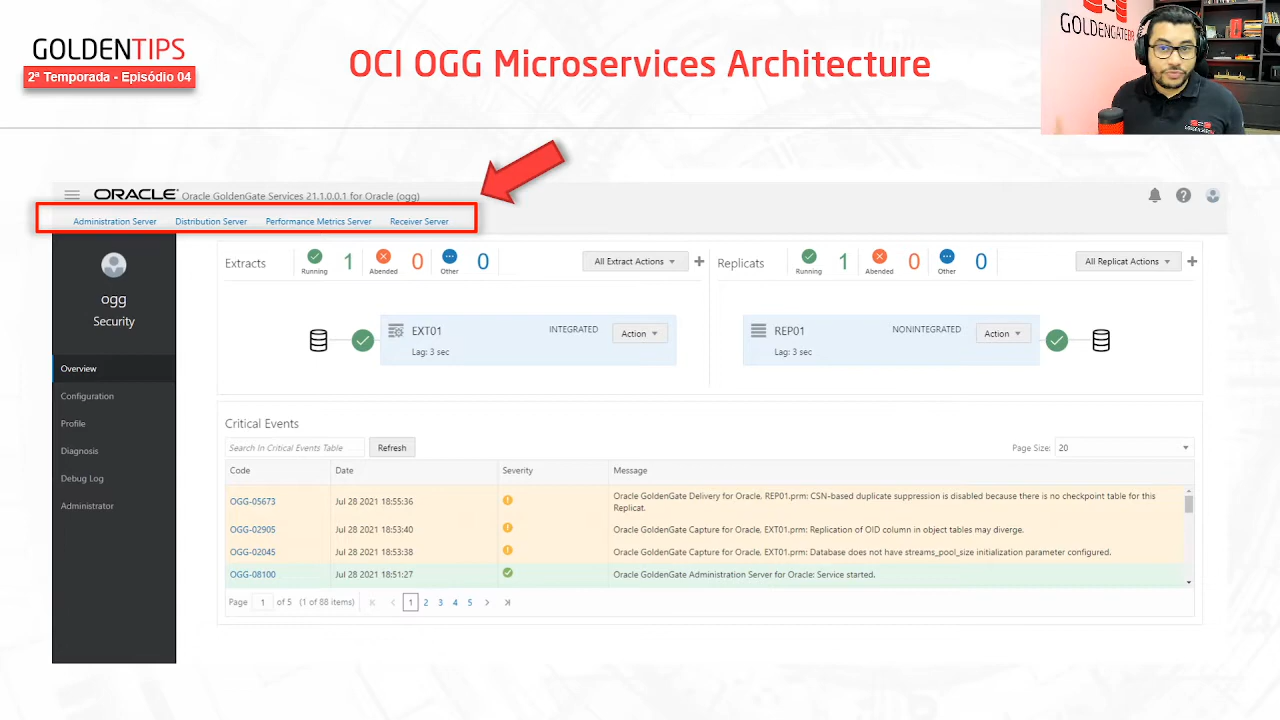 GOLDENTIPS
2ª Temporada - Episódio 04
OCI OGG Microservices Architecture
GOLDENGATEBR
ORACLE® Oracle GoldenGate Services 21.1.0.0.1 for Oracle (ogg)
Administration Server Distribution Server Performance Metrics Server Receiver Server
ogg
Security
Overview
Configuration
Profile
Diagnosis
Debug Log
Administrator
Extracts Running 1 Abended 0 Other 0 All Extract Actions
EXT01 INTEGRATED Action
Lag: 3 sec
Replicats Running 1 Abended 0 Other 0 All Replicat Actions
REP01 NONINTEGRATED Action
Lag: 3 sec
Critical Events
Search In Critical Events Table Refresh Page Size: 20
Code Date Severity Message
OGG-05673 Jul 28 2021 18:55:36 Oracle GoldenGate Delivery for Oracle, REP01.prm: CSN-based duplicate suppression is disabled because there is no checkpoint table for this
Replicat.
OGG-02905 Jul 28 2021 18:53:40 Oracle GoldenGate Capture for Oracle, EXT01.prm: Replication of OID column in object tables may diverge.
OGG-02045 Jul 28 2021 18:53:38 Oracle GoldenGate Capture for Oracle, EXT01.prm: Database does not have streams_pool_size initialization parameter configured.
OGG-08100 Jul 28 2021 18:51:27 Oracle GoldenGate Administration Server for Oracle: Service started.
Page 1 of 5 (1 of 88 items) 1 2 3 4 5